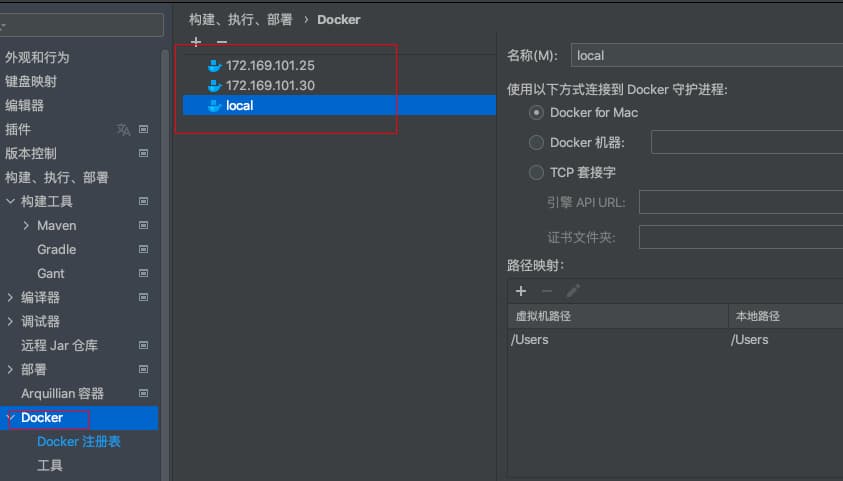 构建、执行、部署 › Docker
外观和行为
键盘映射
编辑器
插件
版本控制
构建、执行、部署
构建工具
Maven
Gradle
Gant
编译器
调试器
远程 Jar 仓库
部署
Arquillian 容器
Docker
Docker 注册表
工具
172.169.101.25
172.169.101.30
local
名称(M): local
使用以下方式连接到 Docker 守护进程:
Docker for Mac
Docker 机器:
TCP 套接字
引擎 API URL:
证书文件夹:
路径映射:
虚拟机路径 本地路径
/Users /Users